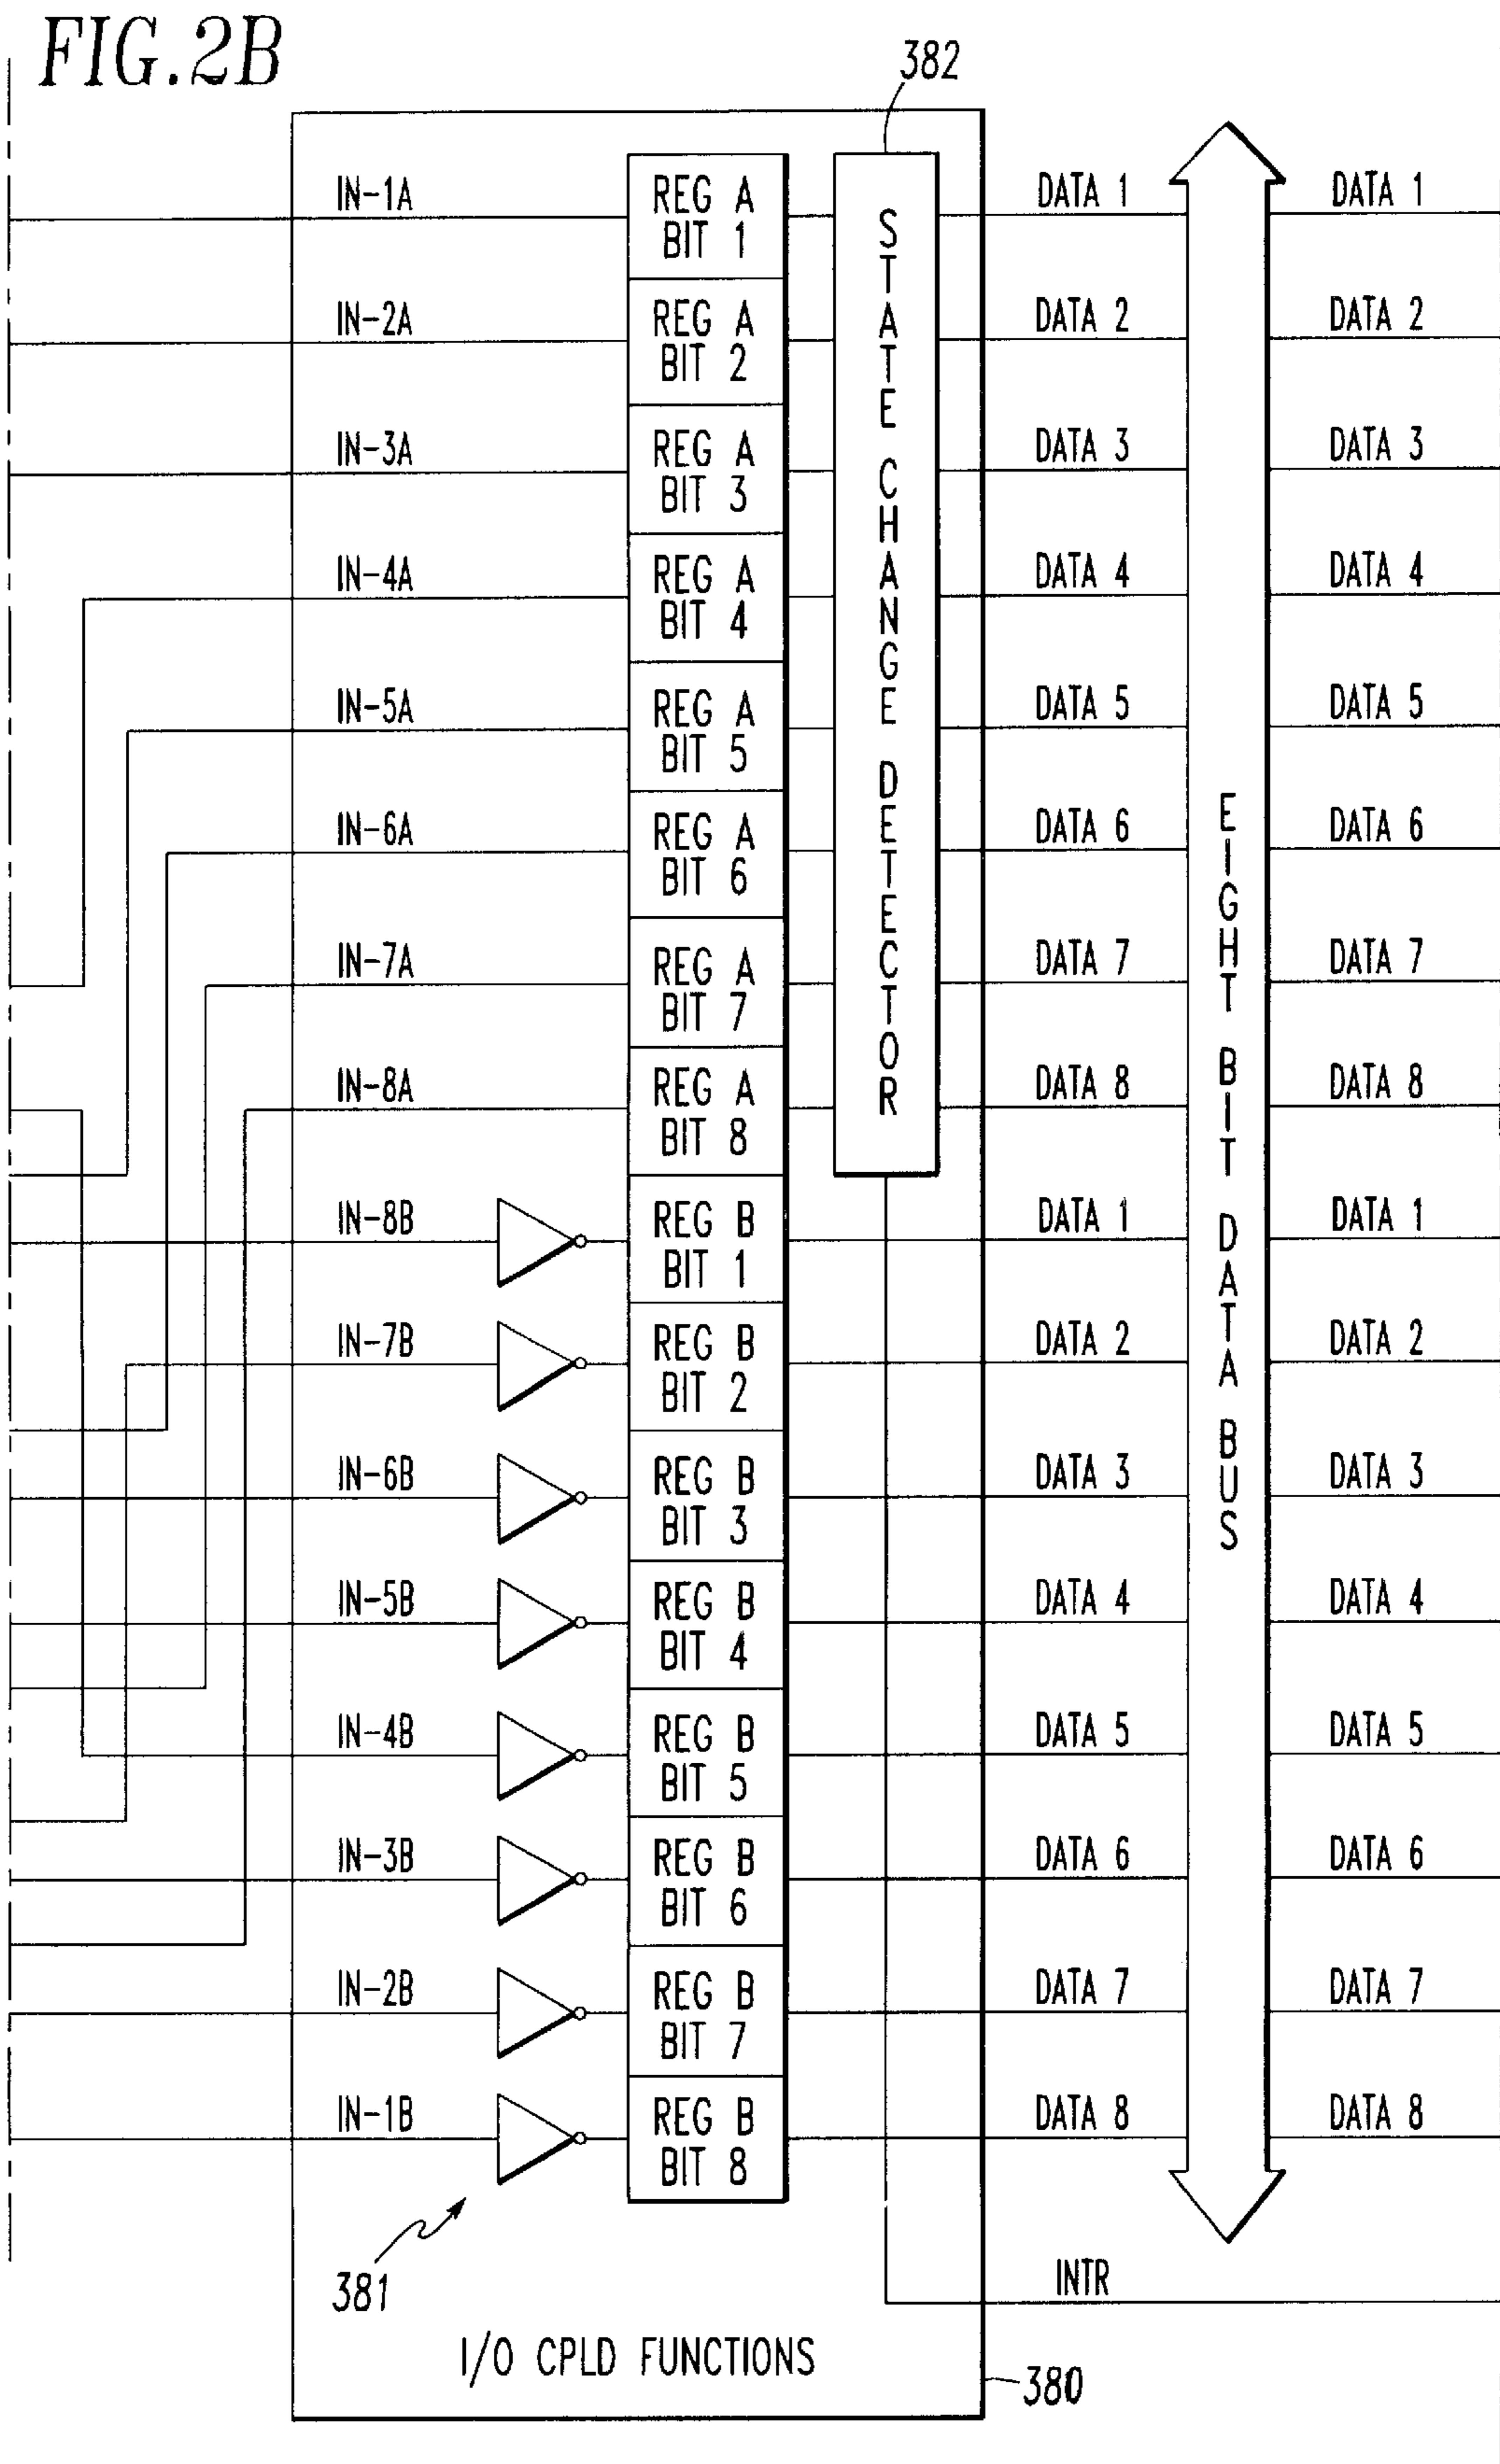 FIG.2B
382
IN-1A
REG A
BIT 1
DATA 1
DATA 1
IN-2A
REG A
BIT 2
DATA 2
DATA 2
IN-3A
REG A
BIT 3
DATA 3
DATA 3
IN-4A
REG A
BIT 4
DATA 4
DATA 4
IN-5A
REG A
BIT 5
DATA 5
DATA 5
IN-6A
REG A
BIT 6
DATA 6
DATA 6
IN-7A
REG A
BIT 7
DATA 7
DATA 7
IN-8A
REG A
BIT 8
DATA 8
DATA 8
STATE CHANGE DETECTOR
EIGHT BIT DATA BUS
IN-8B
REG B
BIT 1
DATA 1
DATA 1
IN-7B
REG B
BIT 2
DATA 2
DATA 2
IN-6B
REG B
BIT 3
DATA 3
DATA 3
IN-5B
REG B
BIT 4
DATA 4
DATA 4
IN-4B
REG B
BIT 5
DATA 5
DATA 5
IN-3B
REG B
BIT 6
DATA 6
DATA 6
IN-2B
REG B
BIT 7
DATA 7
DATA 7
IN-1B
REG B
BIT 8
DATA 8
DATA 8
381
INTR
I/O CPLD FUNCTIONS
380